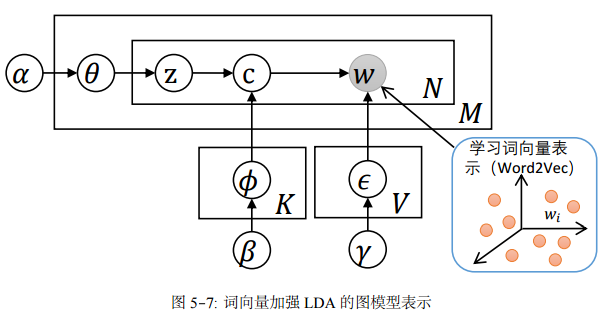 α θ z c w
N
M
学习词向量表
示（Word2Vec）
w_i
ϕ K
ϵ V
β γ
图 5-7: 词向量加强 LDA 的图模型表示